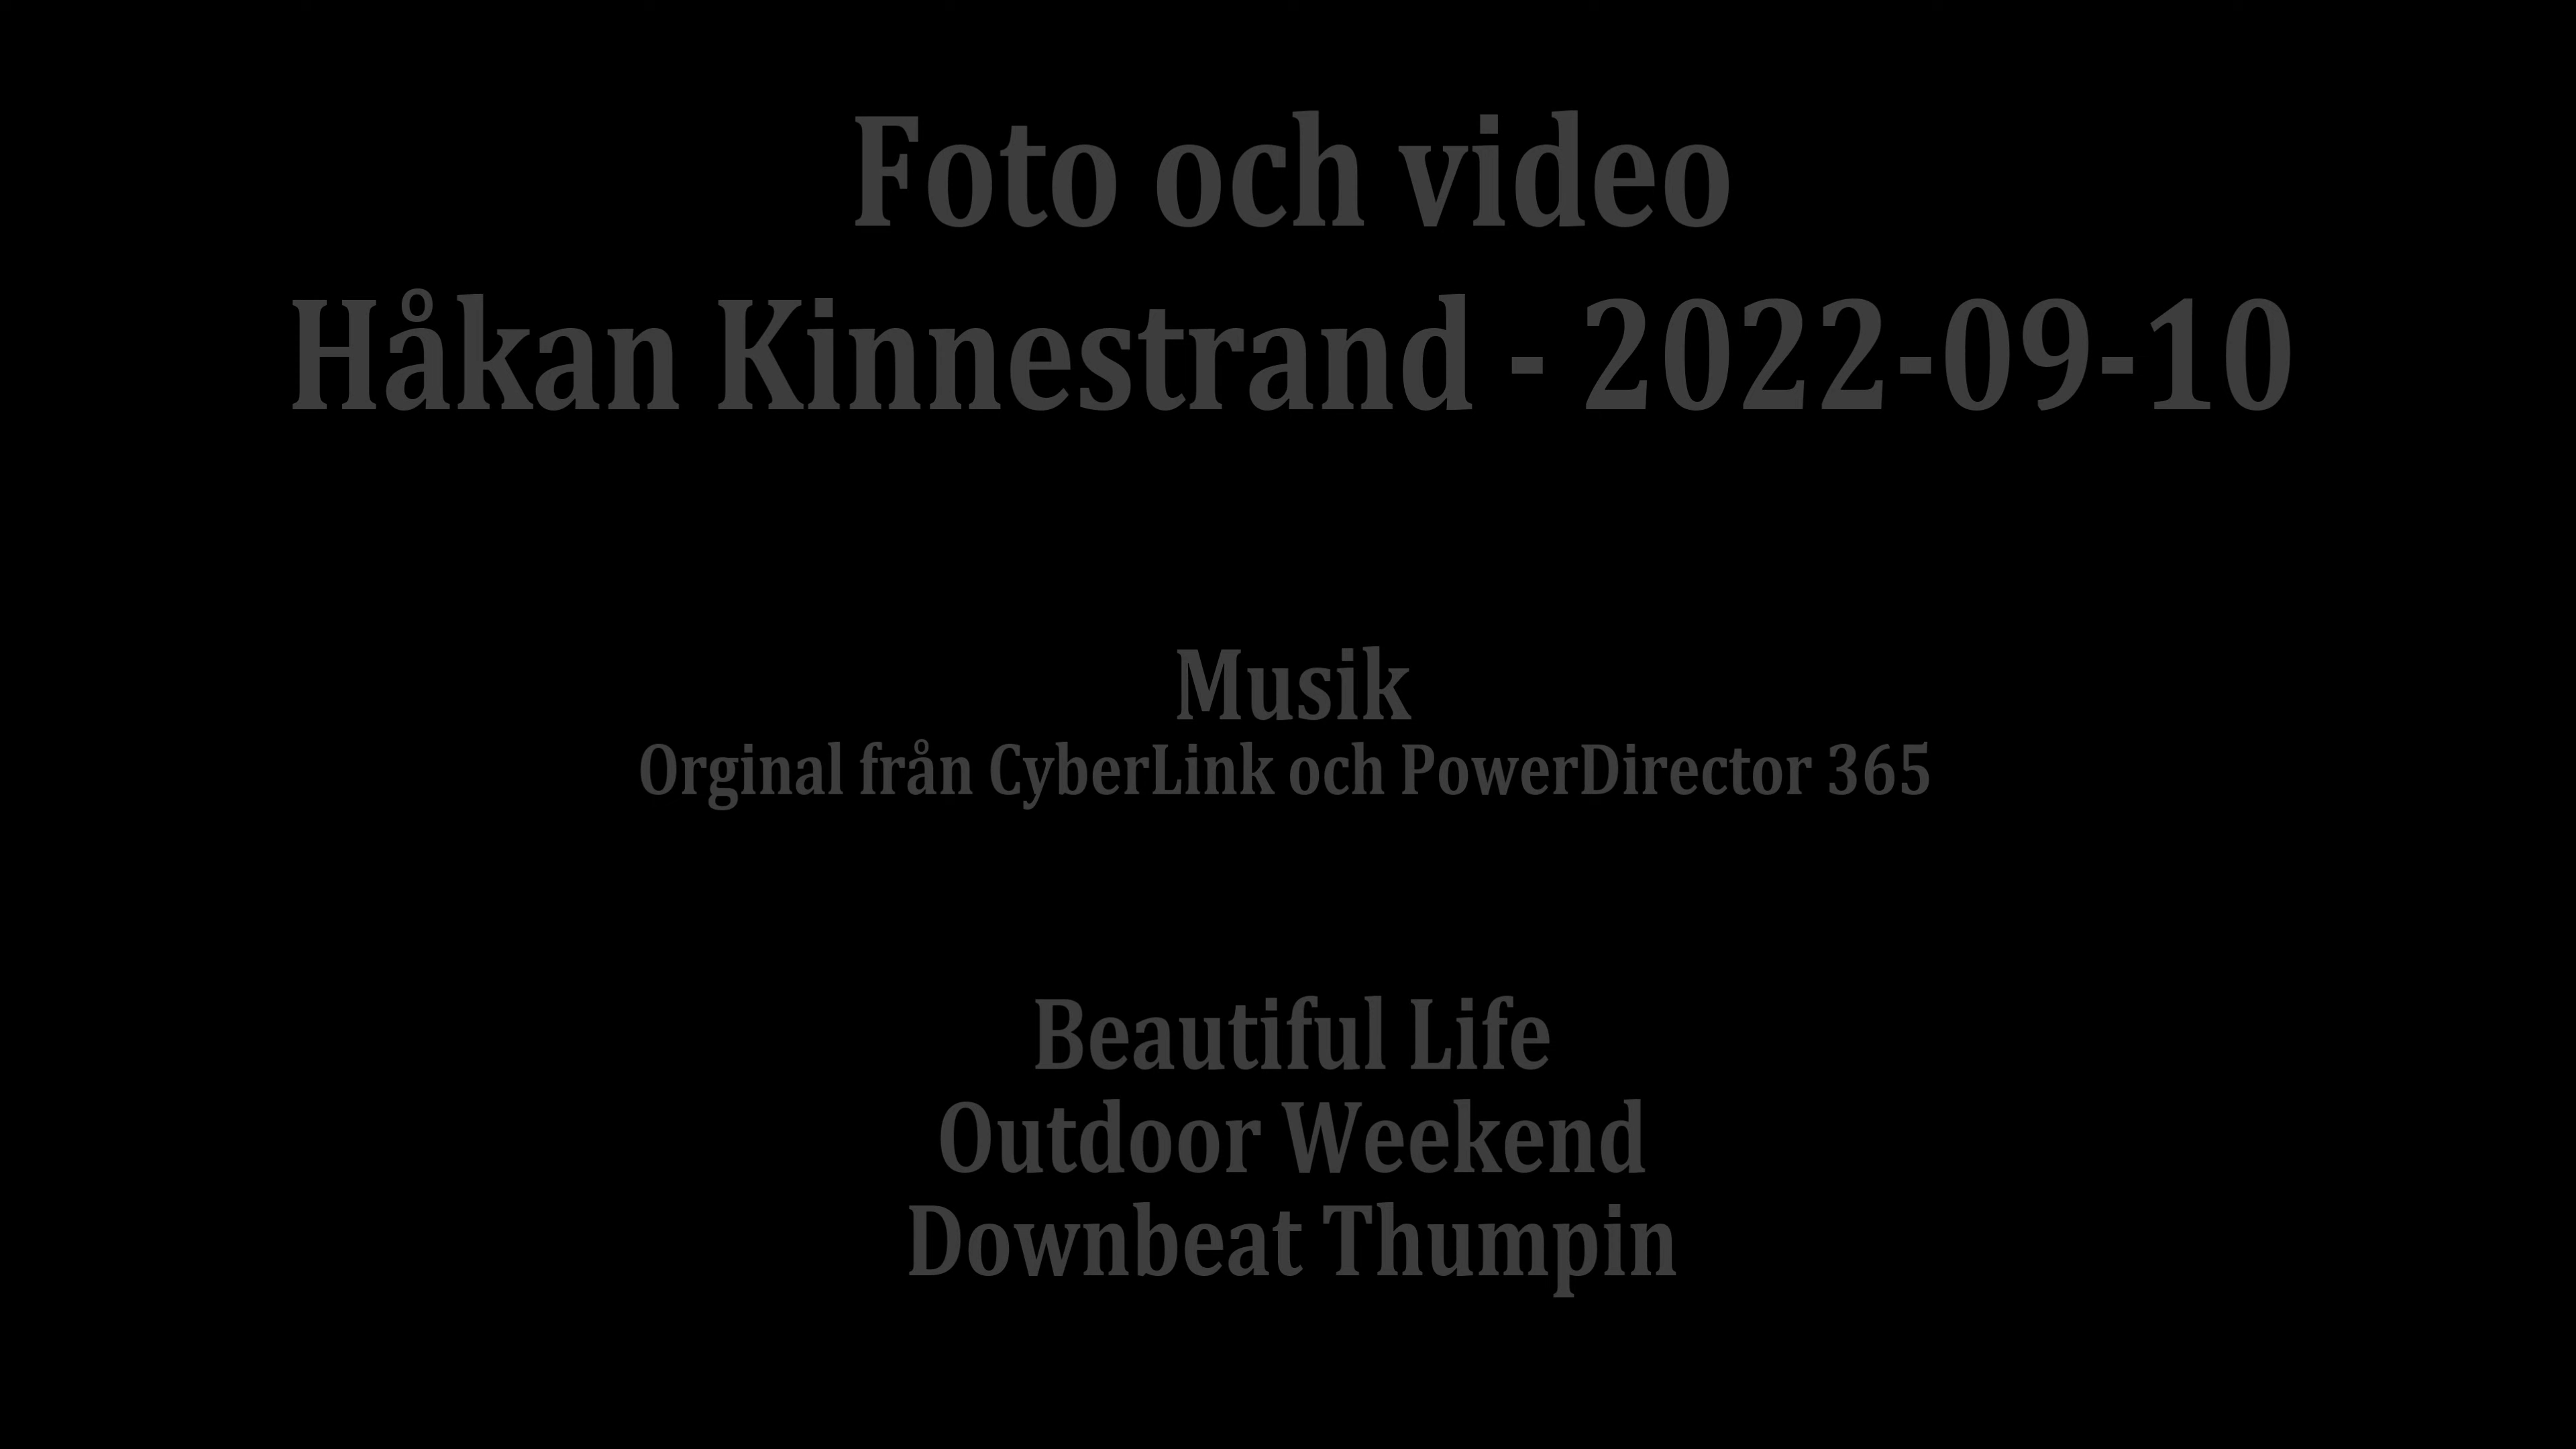 Foto och video
Håkan Kinnestrand - 2022-09-10
Musik
Orginal från CyberLink och PowerDirector 365
Beautiful Life
Outdoor Weekend
Downbeat Thumpin